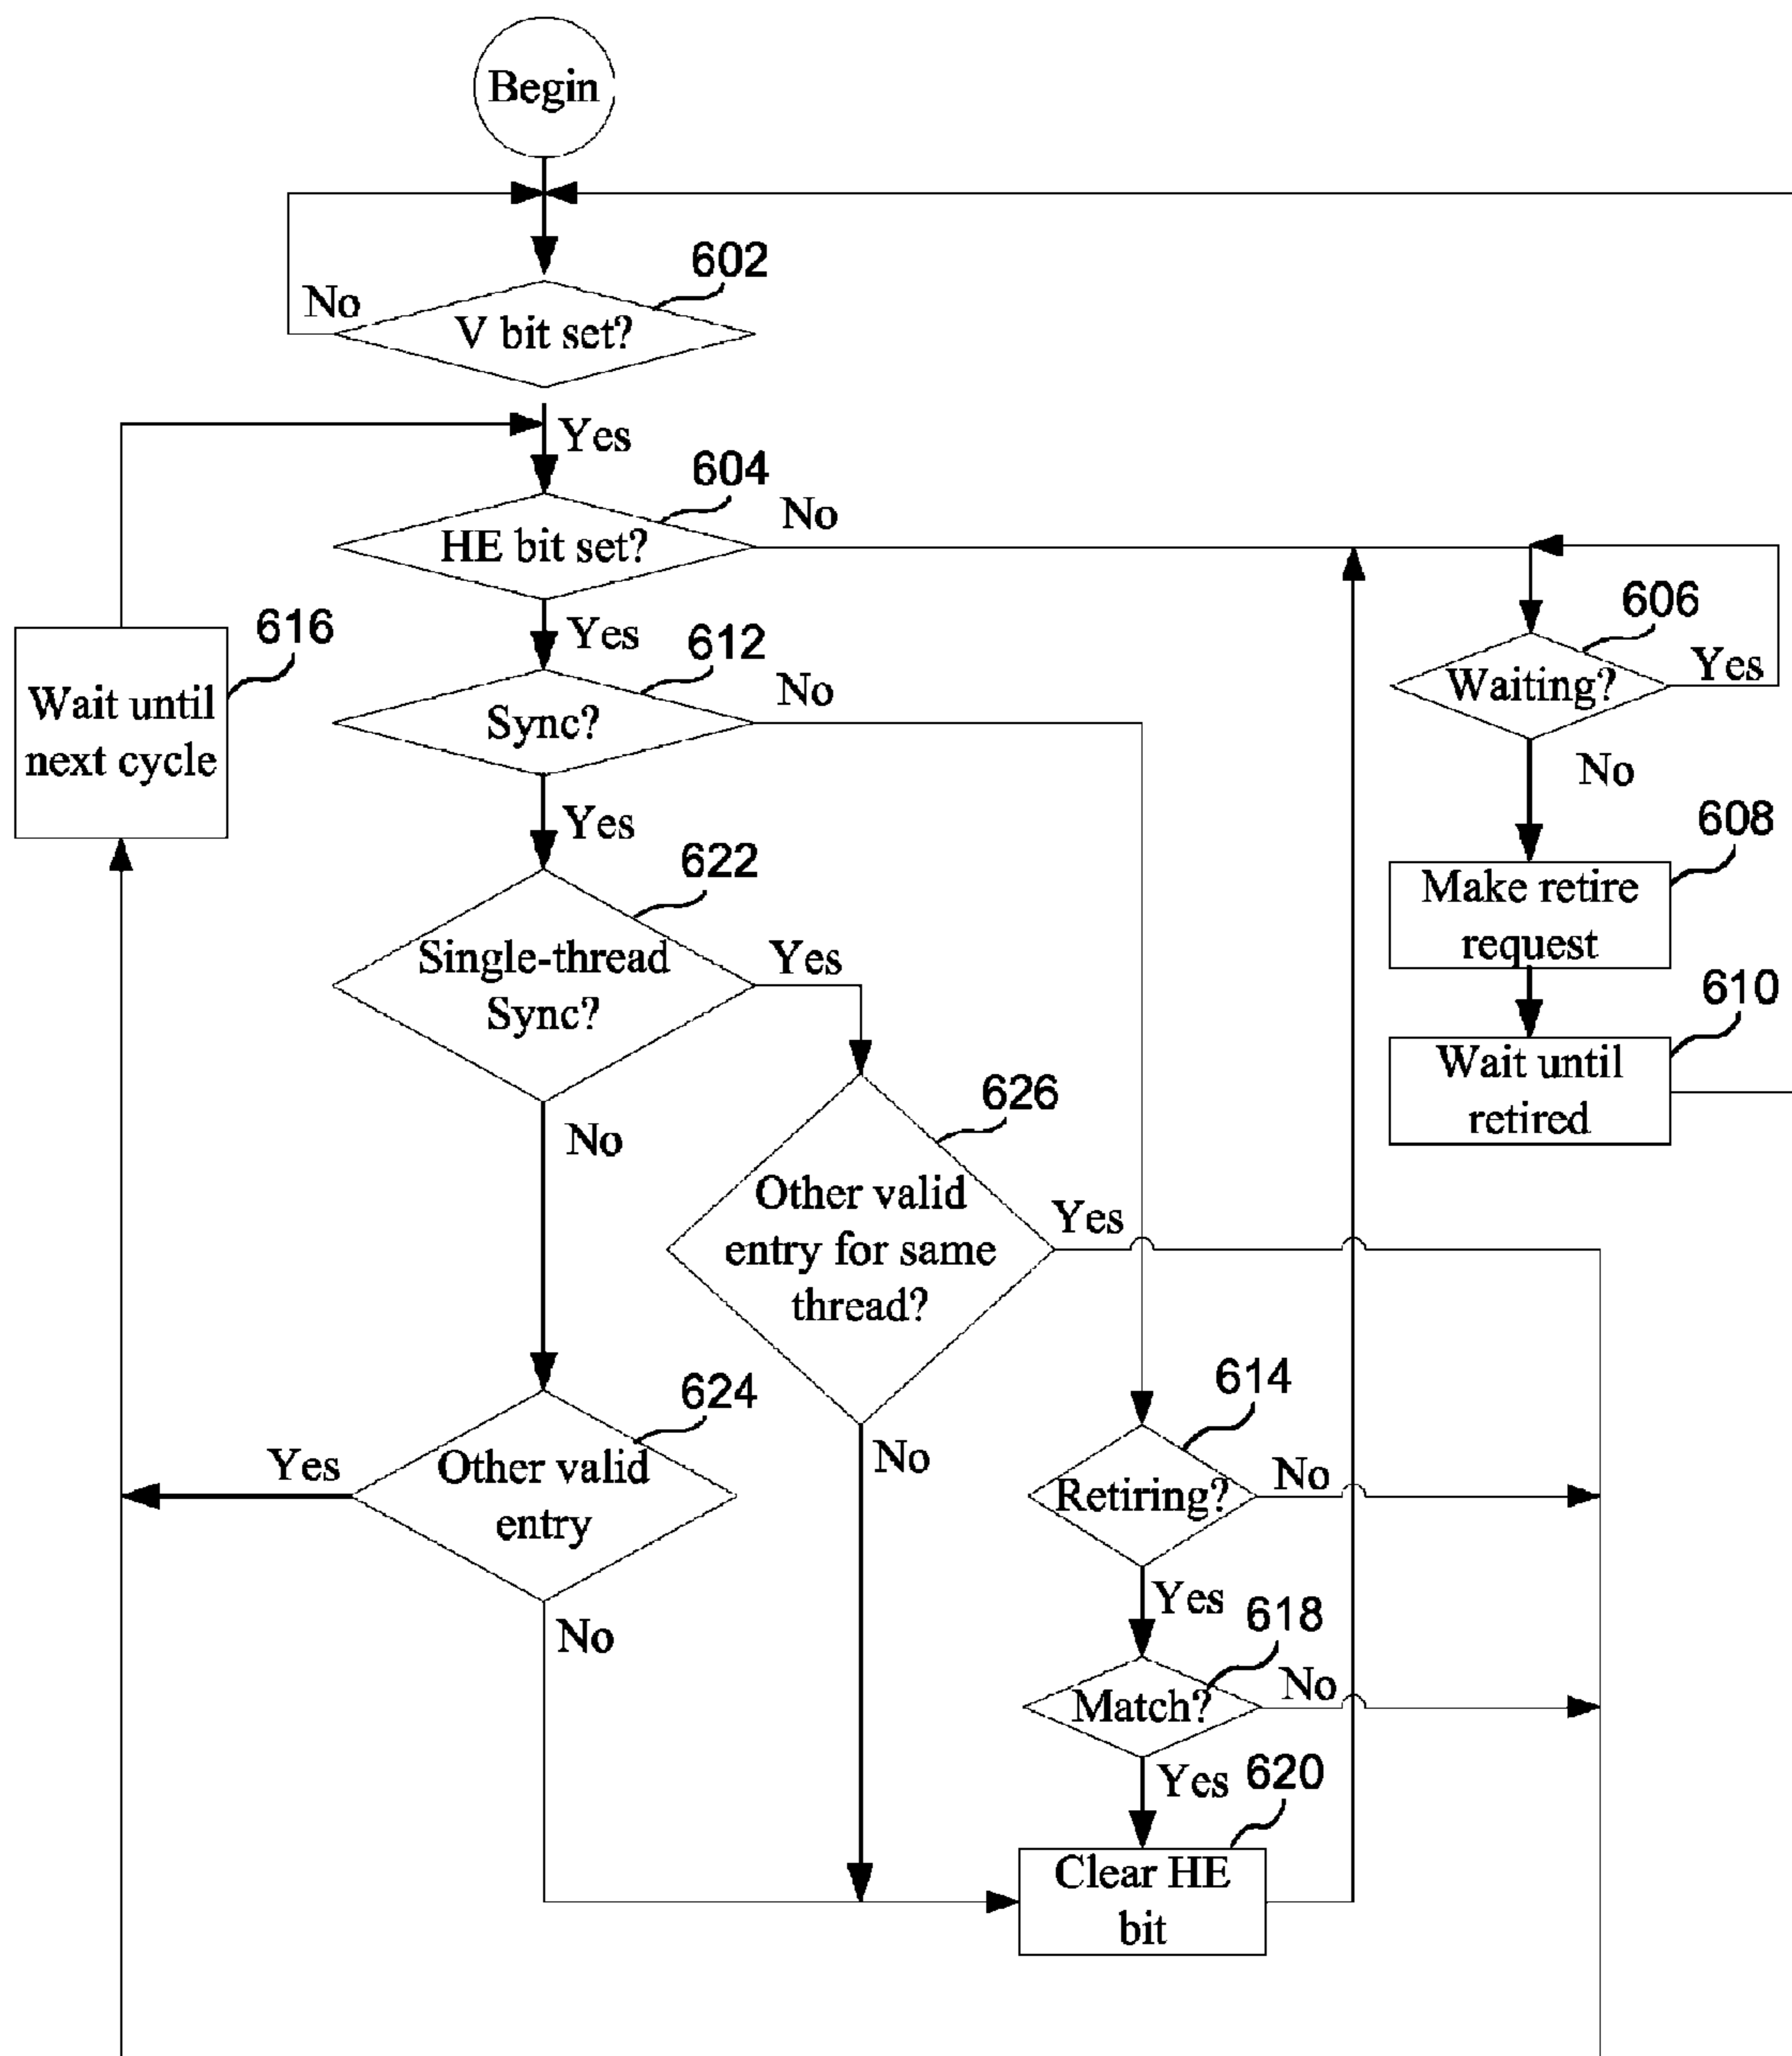 Begin
602
No
V bit set?
Yes
604
No
HE bit set?
616
Yes
612
No
606
Wait until
next cycle
Sync?
Waiting?
Yes
Yes
No
622
608
Single-thread
Sync?
Yes
Make retire
request
610
626
Wait until
retired
No
Other valid
entry for same
thread?
Yes
624
614
Yes
Other valid
entry
No
Retiring?
No
No
Yes
618
Match?
No
Yes
620
Clear HE
bit